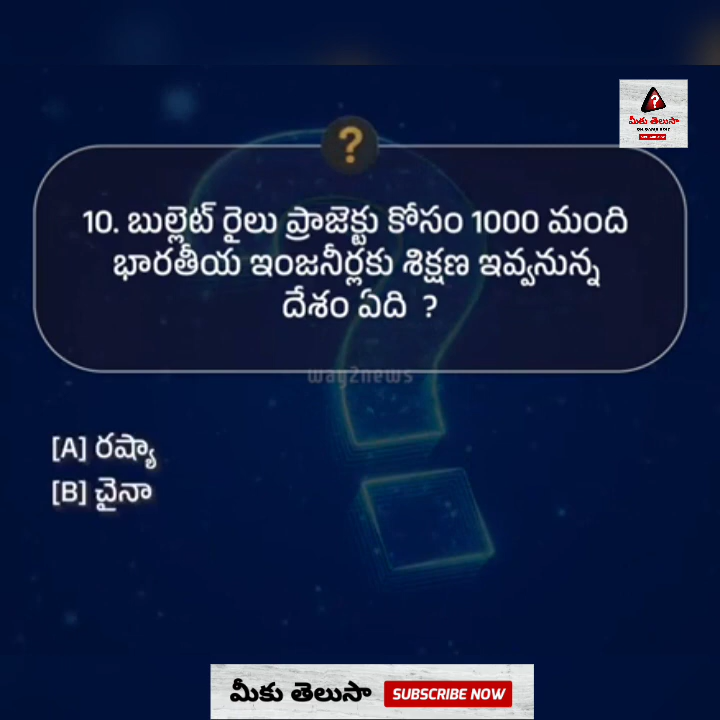 మీకు తెలుసా
?
10. బుల్లెట్ రైలు ప్రాజెక్టు కోసం 1000 మంది
భారతీయ ఇంజనీర్లకు శిక్షణ ఇవ్వనున్న
దేశం ఏది ?
way2news
[A] రష్యా
[B] చైనా
మీకు తెలుసా SUBSCRIBE NOW